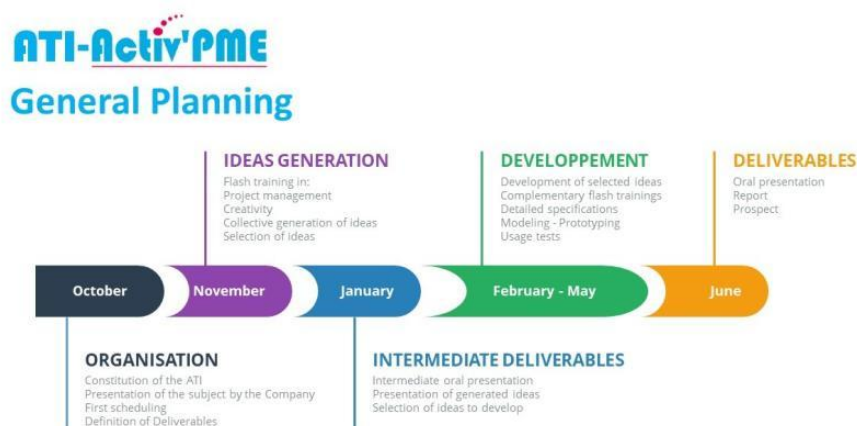 ATI-Activ'PME
General Planning
IDEAS GENERATION
Flash training in:
Project management
Creativity
Collective generation of ideas
Selection of ideas
DEVELOPPEMENT
Development of selected ideas
Complementary flash trainings
Detailed specifications
Modeling - Prototyping
Usage tests
DELIVERABLES
Oral presentation
Report
Prospect
October
November
January
February - May
June
ORGANISATION
Constitution of the ATI
Presentation of the subject by the Company
First scheduling
Definition of Deliverables
INTERMEDIATE DELIVERABLES
Intermediate oral presentation
Presentation of generated ideas
Selection of ideas to develop